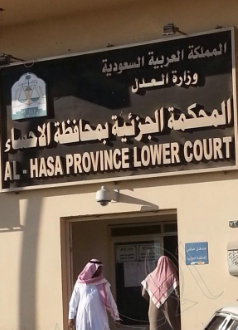 المملكة العربية السعودية
وزارة العدل
المحكمة الجزئية بمحافظة الاحساء
AL - HASA PROVINCE LOWER COURT